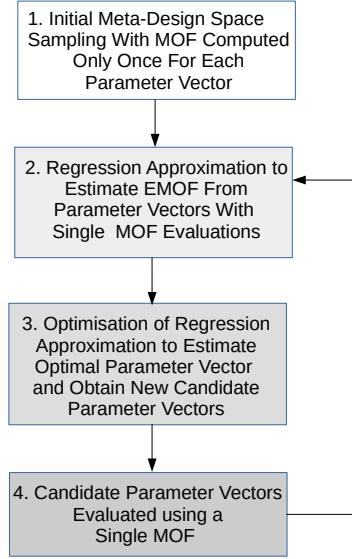 1. Initial Meta-Design Space
Sampling With MOF Computed
Only Once For Each
Parameter Vector
2. Regression Approximation to
Estimate EMOF From
Parameter Vectors With
Single MOF Evaluations
3. Optimisation of Regression
Approximation to Estimate
Optimal Parameter Vector
and Obtain New Candidate
Parameter Vectors
4. Candidate Parameter Vectors
Evaluated using a
Single MOF